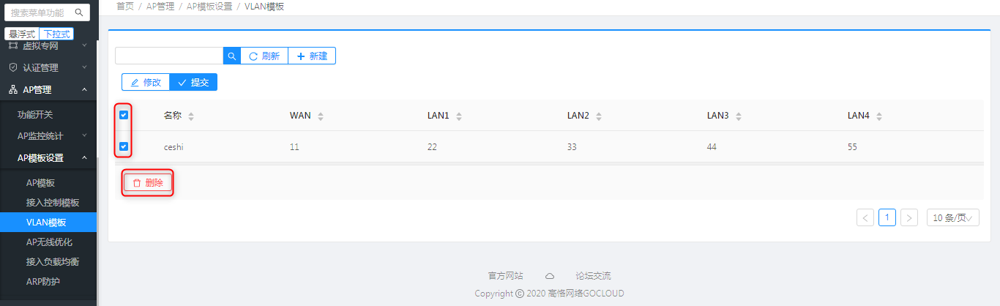 搜索菜单功能
首页 / AP管理 / AP模板设置 / VLAN模板
悬浮式 下拉式
虚拟专网
认证管理
AP管理
功能开关
AP监控统计
AP模板设置
AP模板
接入控制模板
VLAN模板
AP无线优化
接入负载均衡
ARP防护
刷新 新建
修改 提交
名称 WAN LAN1 LAN2 LAN3 LAN4
ceshi 11 22 33 44 55
删除
1 10 条/页
官方网站 论坛交流
Copyright © 2020 高恪网络GOCLOUD